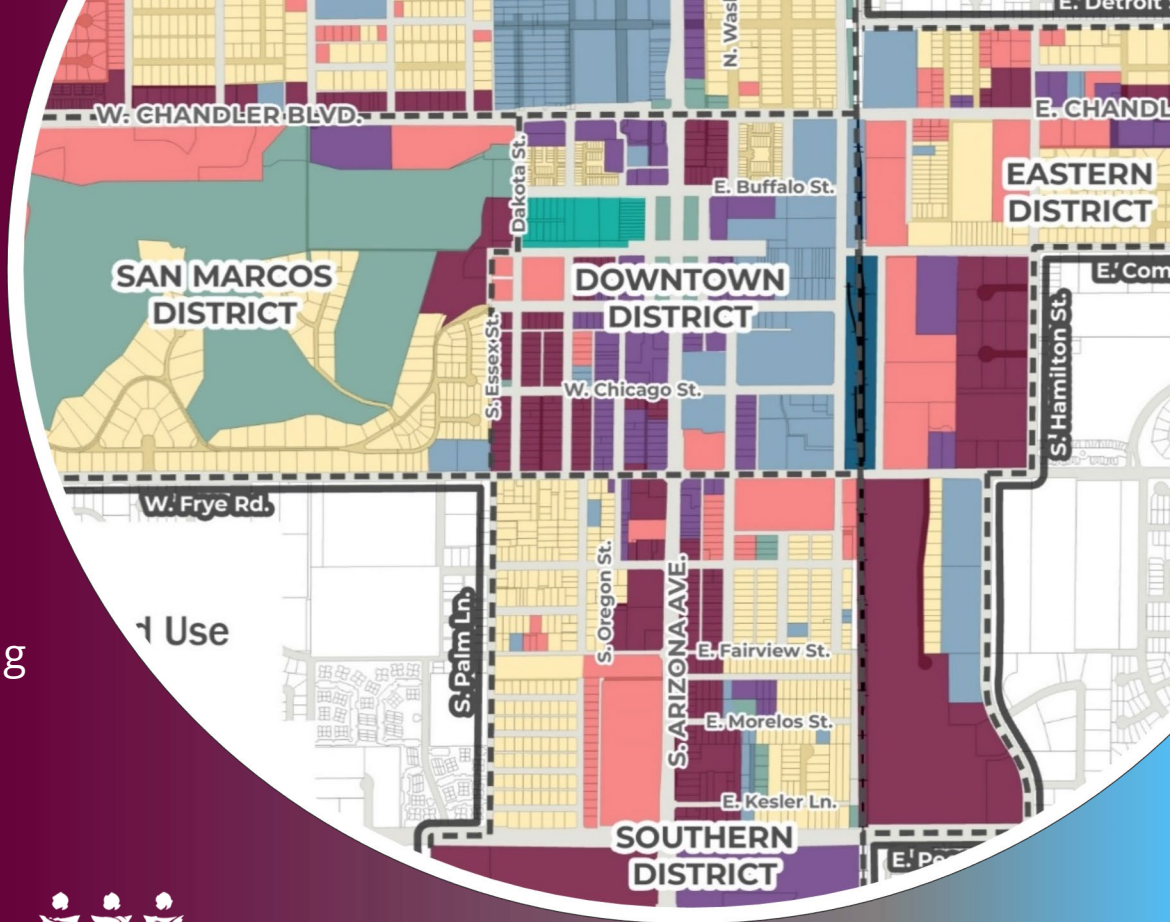 E. Detroit
N. Was
W. CHANDLER BLVD.
E. CHANDL
Dakota St.
E. Buffalo St.
EASTERN
DISTRICT
SAN MARCOS
DISTRICT
DOWNTOWN
DISTRICT
E. Com
S. Hamilton St.
S. Essex St.
W. Chicago St.
W. Frye Rd.
S. Oregon St.
S. ARIZONA AVE.
d Use
g
S. Palm Ln.
E. Fairview St.
E. Morelos St.
E. Kesler Ln.
SOUTHERN
DISTRICT
E. Pe